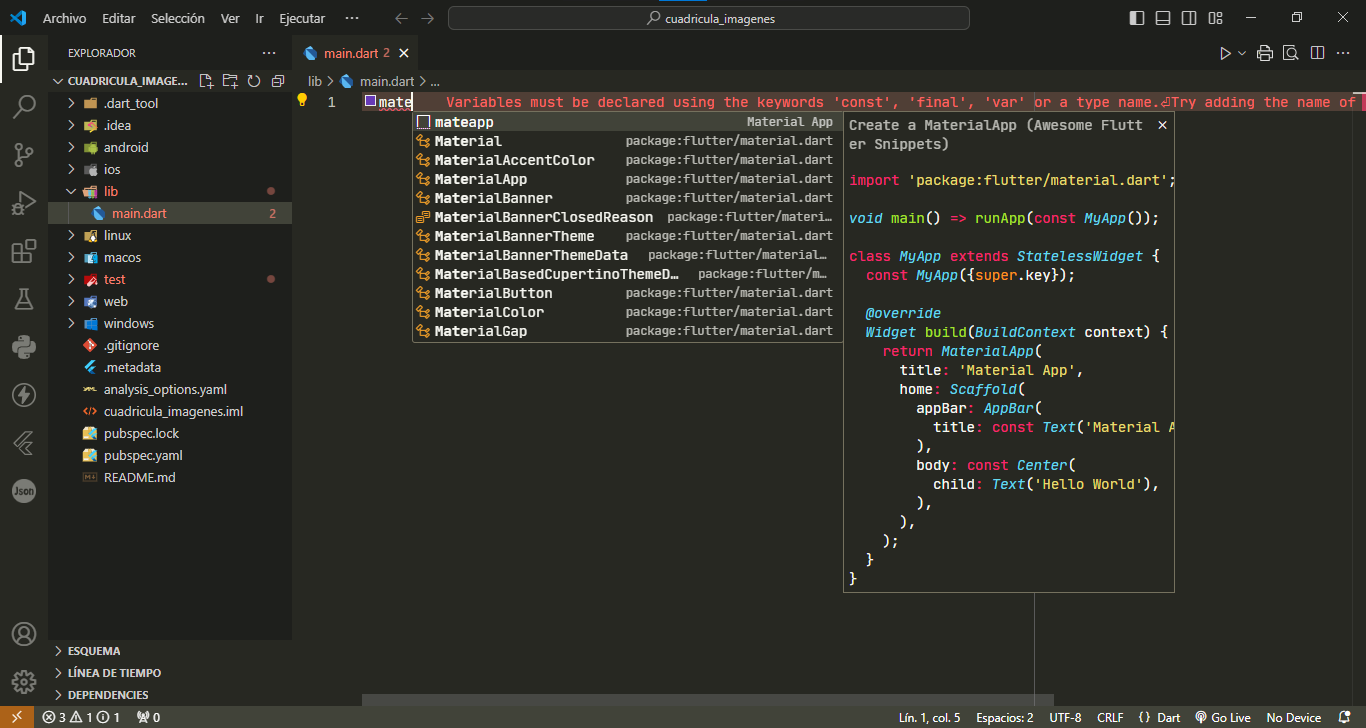 Archivo Editar Selección Ver Ir Ejecutar ··· cuadricula_imagenes
EXPLORADOR ···
CUADRICULA_IMAGE...
.dart_tool
.idea
android
ios
lib
main.dart 2
linux
macos
test
web
windows
.gitignore
.metadata
analysis_options.yaml
cuadricula_imagenes.iml
pubspec.lock
pubspec.yaml
README.md
ESQUEMA
LÍNEA DE TIEMPO
DEPENDENCIES
main.dart 2
lib > main.dart > ...
1 mate Variables must be declared using the keywords 'const', 'final', 'var' or a type name.⏎Try adding the name of
mateapp Material App
Material package:flutter/material.dart
MaterialAccentColor package:flutter/material.dart
MaterialApp package:flutter/material.dart
MaterialBanner package:flutter/material.dart
MaterialBannerClosedReason package:flutter/materi...
MaterialBannerTheme package:flutter/material.dart
MaterialBannerThemeData package:flutter/material...
MaterialBasedCupertinoThemeD... package:flutter/m...
MaterialButton package:flutter/material.dart
MaterialColor package:flutter/material.dart
MaterialGap package:flutter/material.dart
Create a MaterialApp (Awesome Flutt
er Snippets)
import 'package:flutter/material.dart';
void main() => runApp(const MyApp());
class MyApp extends StatelessWidget {
const MyApp({super.key});
@override
Widget build(BuildContext context) {
return MaterialApp(
title: 'Material App',
home: Scaffold(
appBar: AppBar(
title: const Text('Material A
),
body: const Center(
child: Text('Hello World'),
),
),
);
}
}
Json
3 1 1 0 Lín. 1, col. 5 Espacios: 2 UTF-8 CRLF {} Dart Go Live No Device